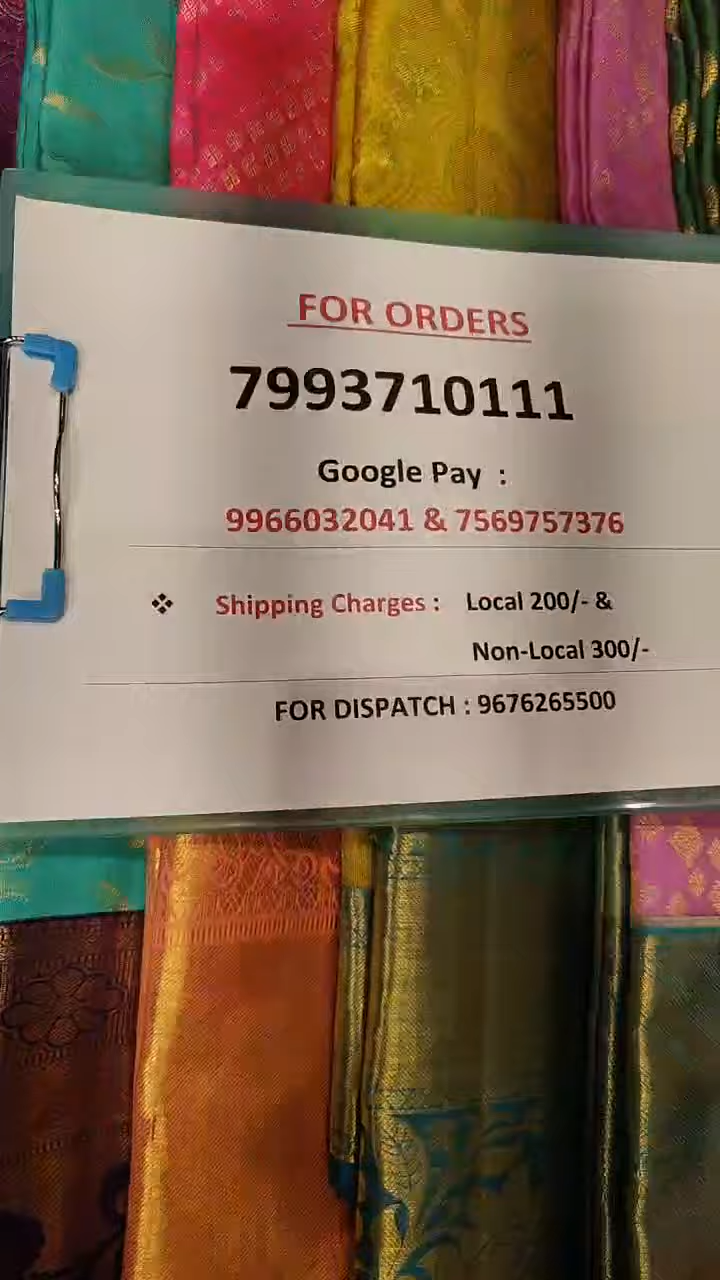 FOR ORDERS
7993710111
Google Pay :
9966032041 & 7569757376
❖ Shipping Charges : Local 200/- &
Non-Local 300/-
FOR DISPATCH : 9676265500